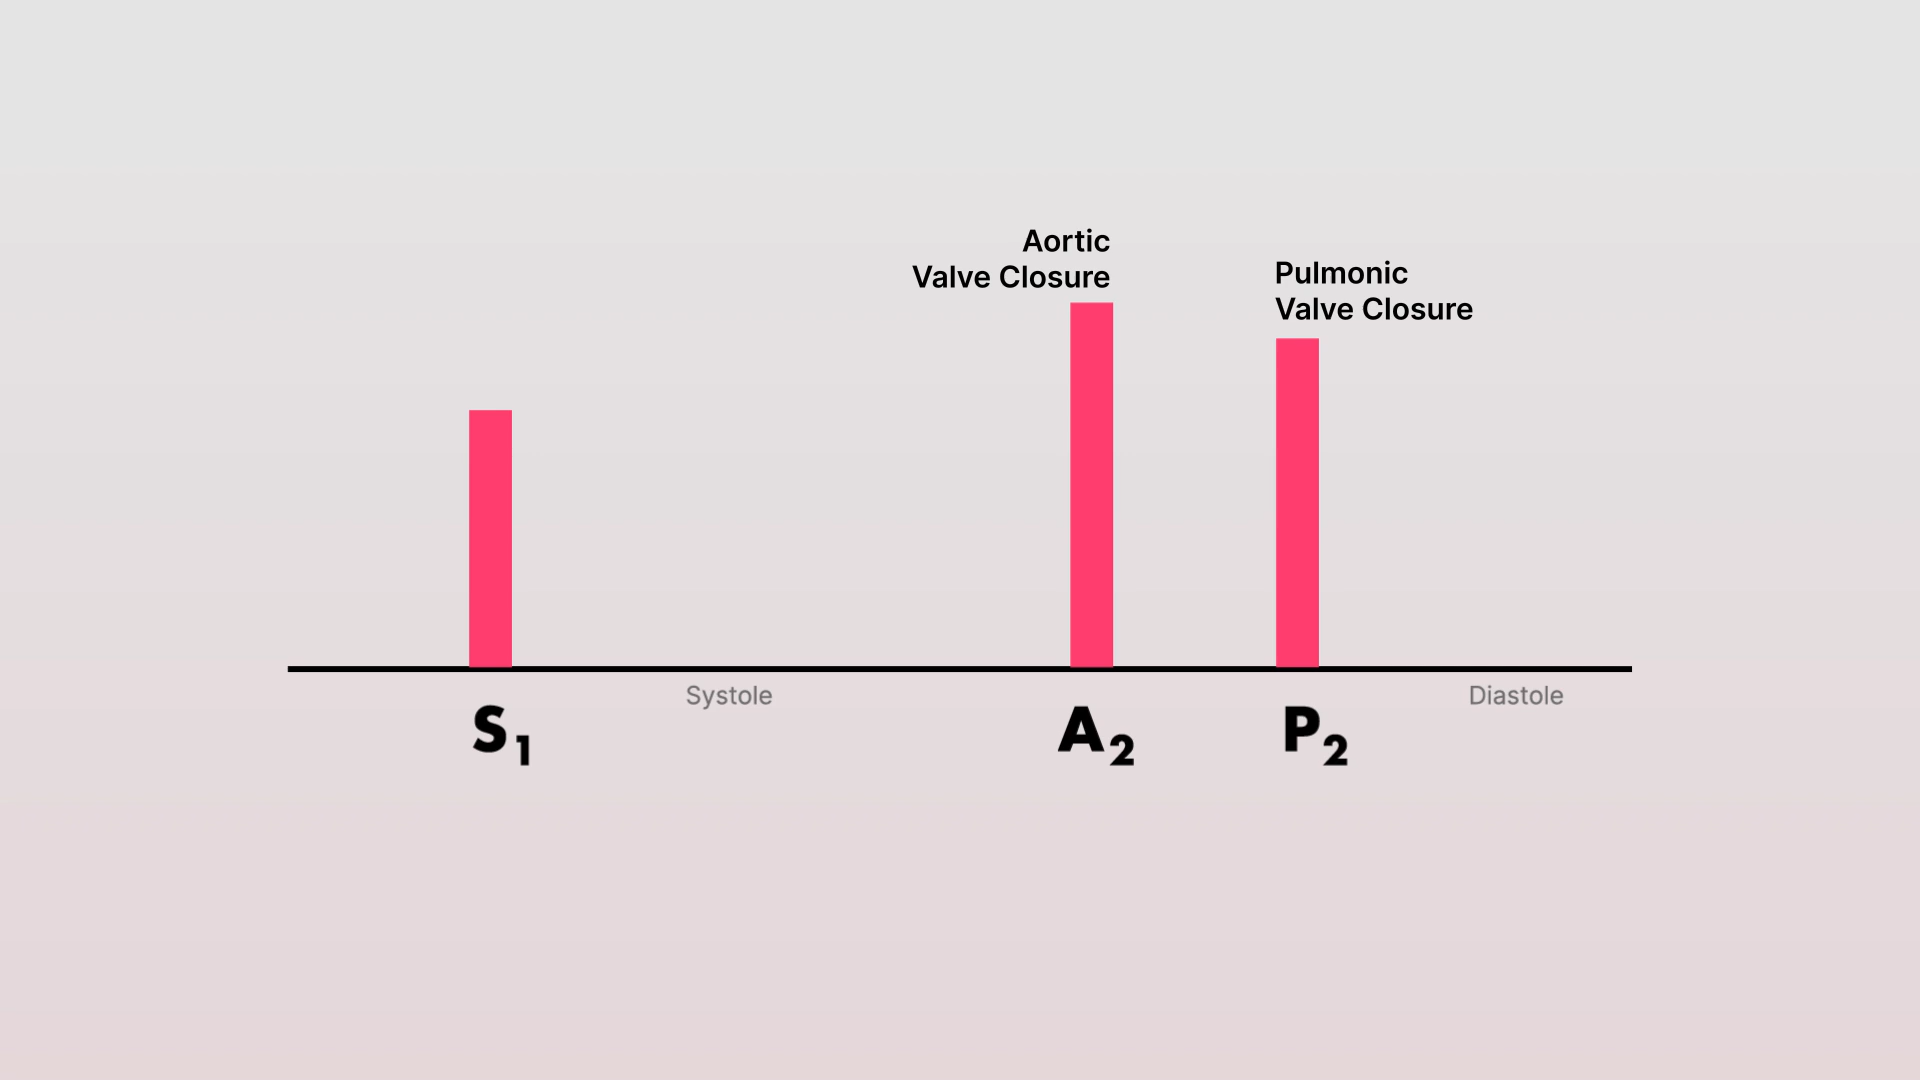 Aortic
Valve Closure
Pulmonic
Valve Closure
Systole
Diastole
S₁
A₂
P₂